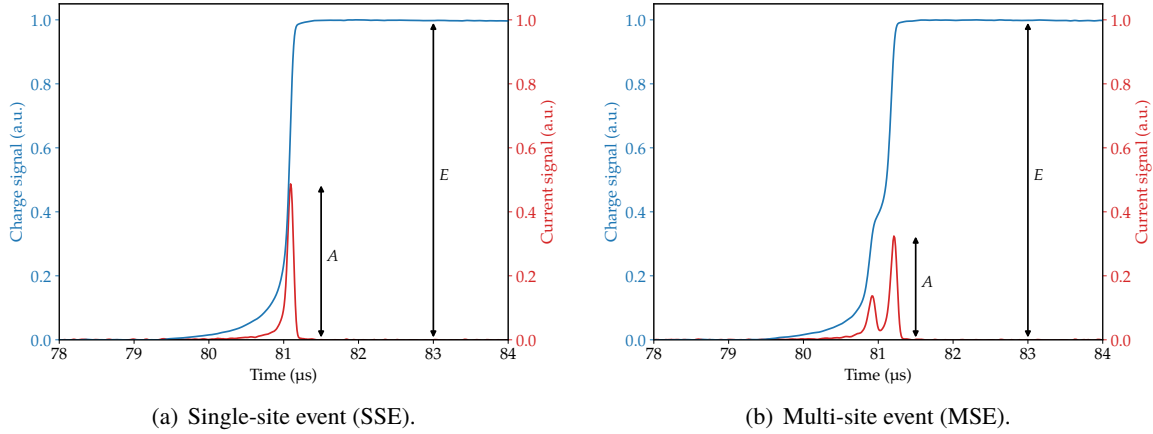 1.0
0.8
0.6
0.4
0.2
0.0
Charge signal (a.u.)
1.0
0.8
0.6
0.4
0.2
0.0
Current signal (a.u.)
E
A
78 79 80 81 82 83 84
Time (µs)
(a) Single-site event (SSE).
1.0
0.8
0.6
0.4
0.2
0.0
Charge signal (a.u.)
1.0
0.8
0.6
0.4
0.2
0.0
Current signal (a.u.)
E
A
78 79 80 81 82 83 84
Time (µs)
(b) Multi-site event (MSE).